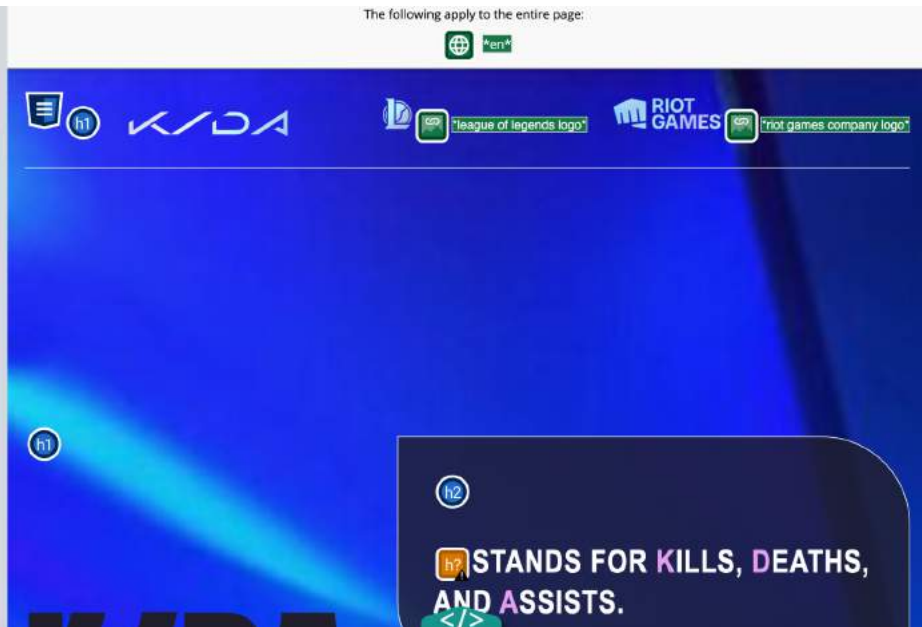 The following apply to the entire page:
*en*
h1 K/DA *league of legends logo* RIOT GAMES *riot games company logo*
h1
h2
h? STANDS FOR KILLS, DEATHS,
AND ASSISTS.
</>
K/DA